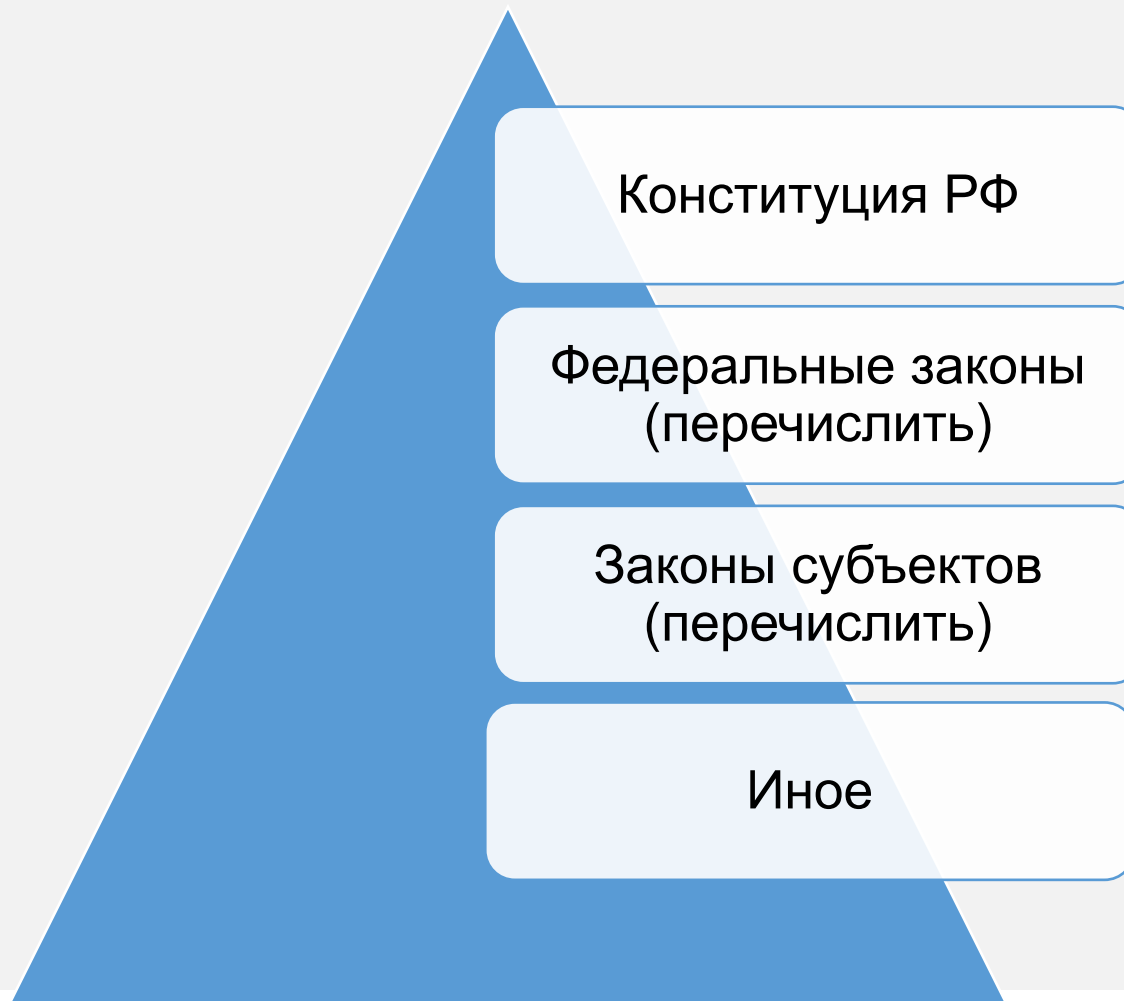 Конституция РФ
Федеральные законы
(перечислить)
Законы субъектов
(перечислить)
Иное